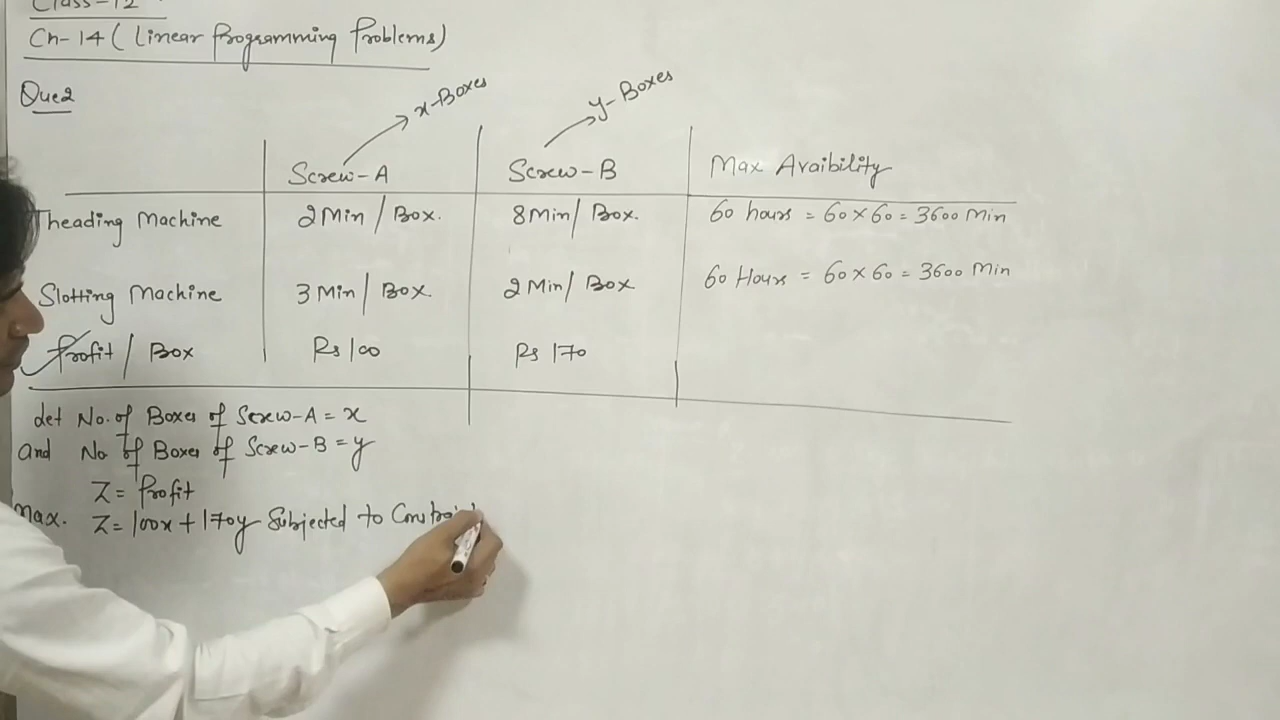 Class-12
Ch-14 (Linear Programming Problems)
Que2
x-Boxes
y-Boxes
Screw-A Screw-B Max Avaibility
Theading Machine 2 Min / Box. 8 Min / Box. 60 hours = 60 × 60 = 3600 Min
Slotting Machine 3 Min / Box. 2 Min / Box 60 Hours = 60 × 60 = 3600 Min
Profit / Box Rs 100 Rs 170
Let No. of Boxes of Screw-A = x
and No of Boxes of Screw-B = y
Z = Profit
Max. Z = 100x + 170y Subjected to